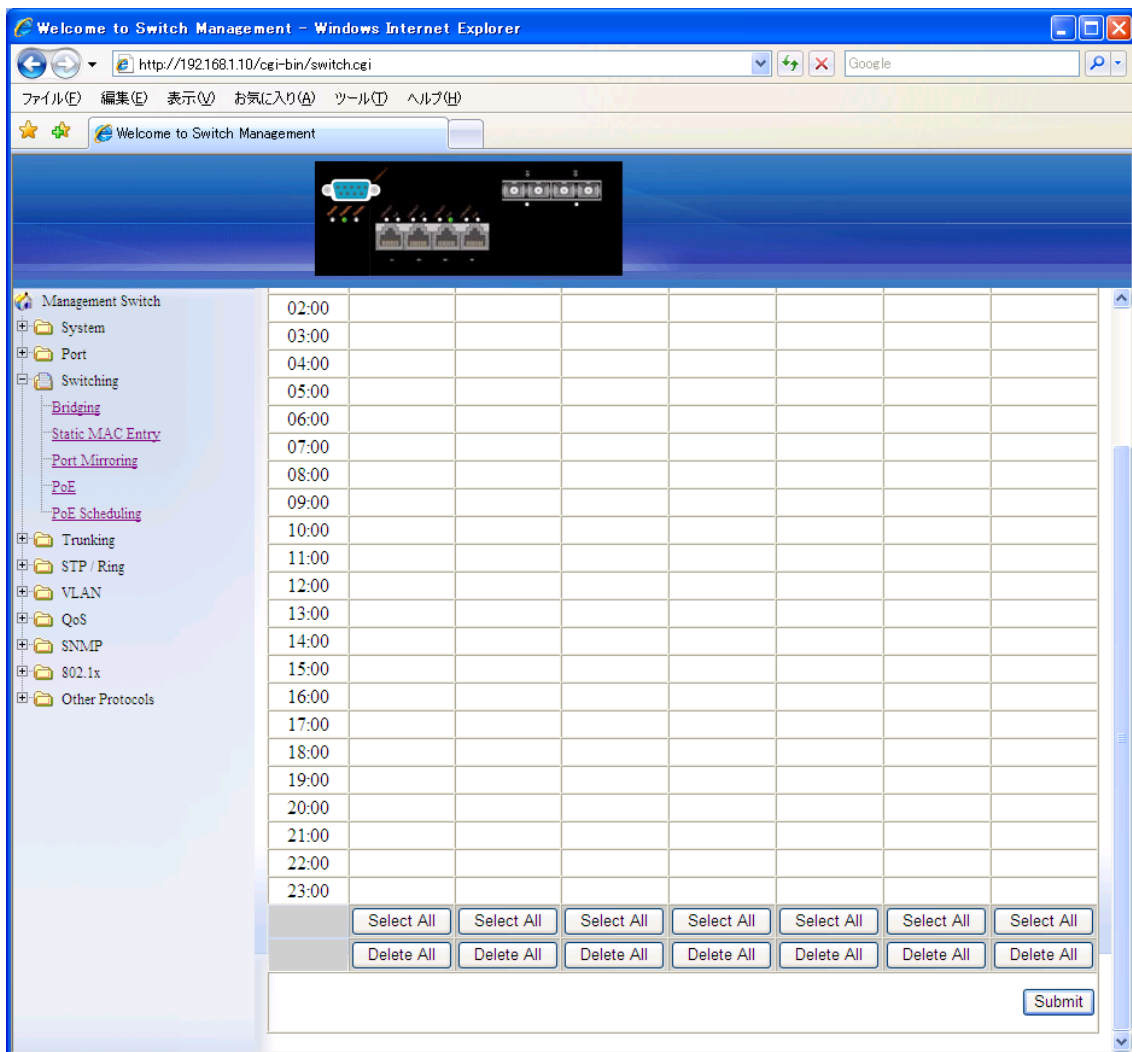 Welcome to Switch Management - Windows Internet Explorer
http://192.168.1.10/cgi-bin/switch.cgi
Google
ファイル(F) 編集(E) 表示(V) お気に入り(A) ツール(T) ヘルプ(H)
Welcome to Switch Management
Management Switch
System
Port
Switching
Bridging
Static MAC Entry
Port Mirroring
PoE
PoE Scheduling
Trunking
STP / Ring
VLAN
QoS
SNMP
802.1x
Other Protocols
02:00
03:00
04:00
05:00
06:00
07:00
08:00
09:00
10:00
11:00
12:00
13:00
14:00
15:00
16:00
17:00
18:00
19:00
20:00
21:00
22:00
23:00
Select All Select All Select All Select All Select All Select All Select All
Delete All Delete All Delete All Delete All Delete All Delete All Delete All
Submit